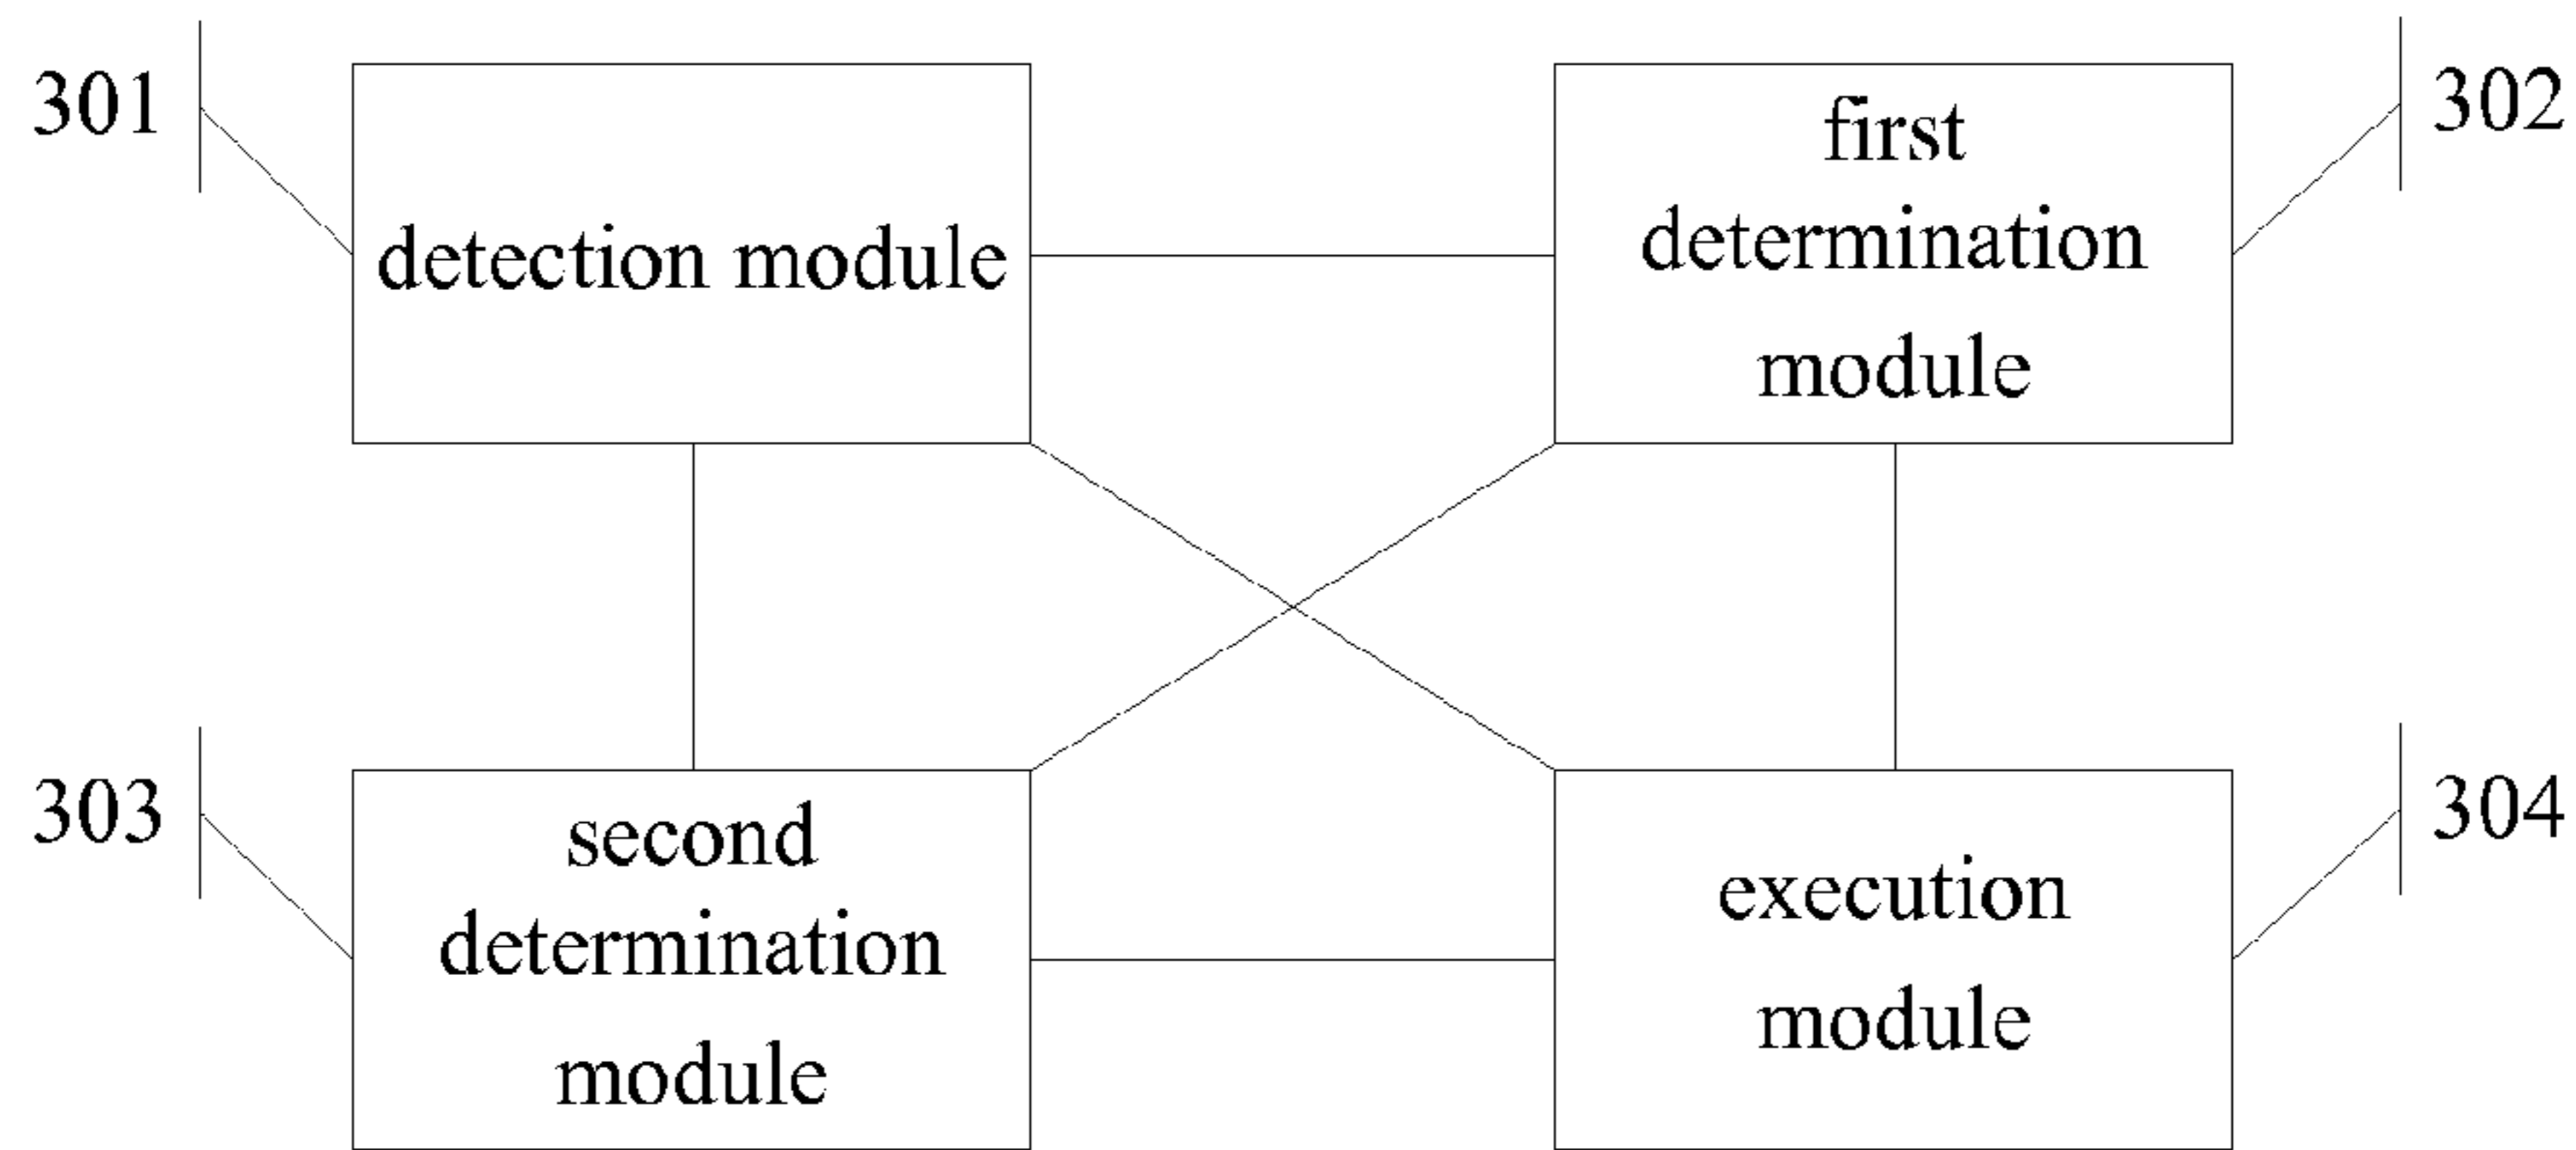 301
detection module
first
determination
module
302
303
second
determination
module
execution
module
304